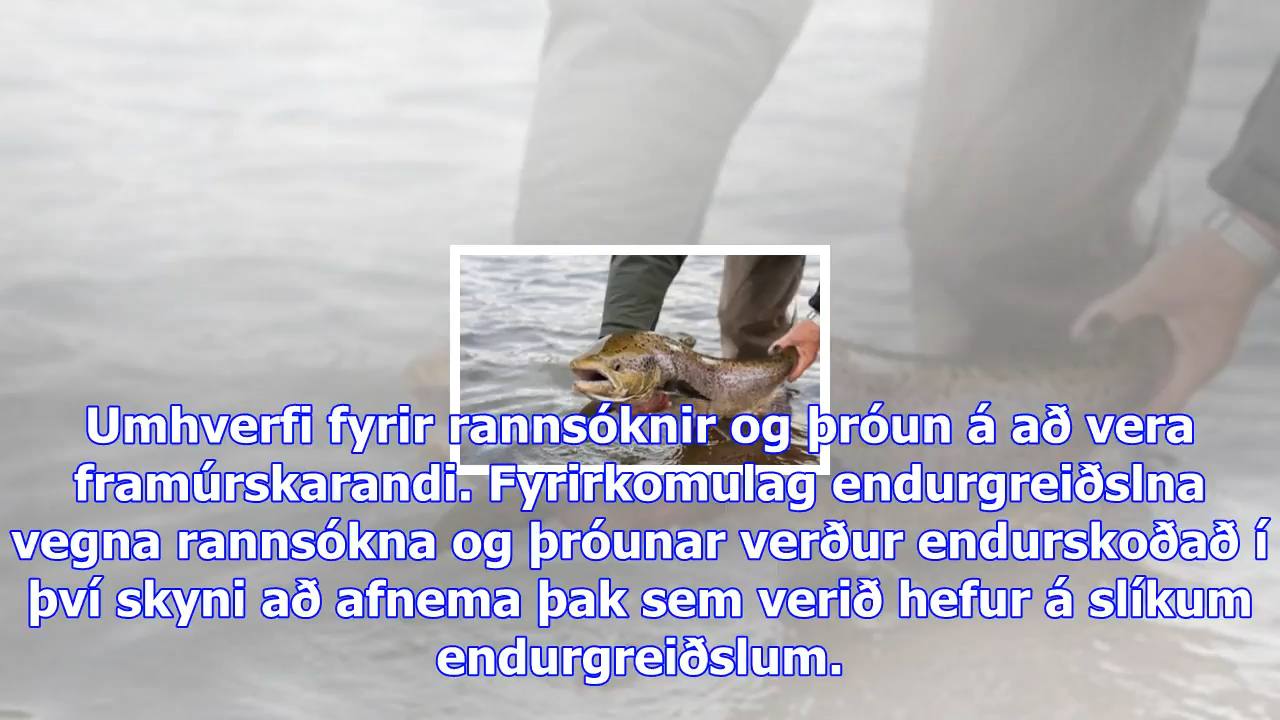 Umhverfi fyrir rannsóknir og þróun á að vera
framúrskarandi. Fyrirkomulag endurgreiðslna
vegna rannsókna og þróunar verður endurskoðað í
því skyni að afnema þak sem verið hefur á slíkum
endurgreiðslum.